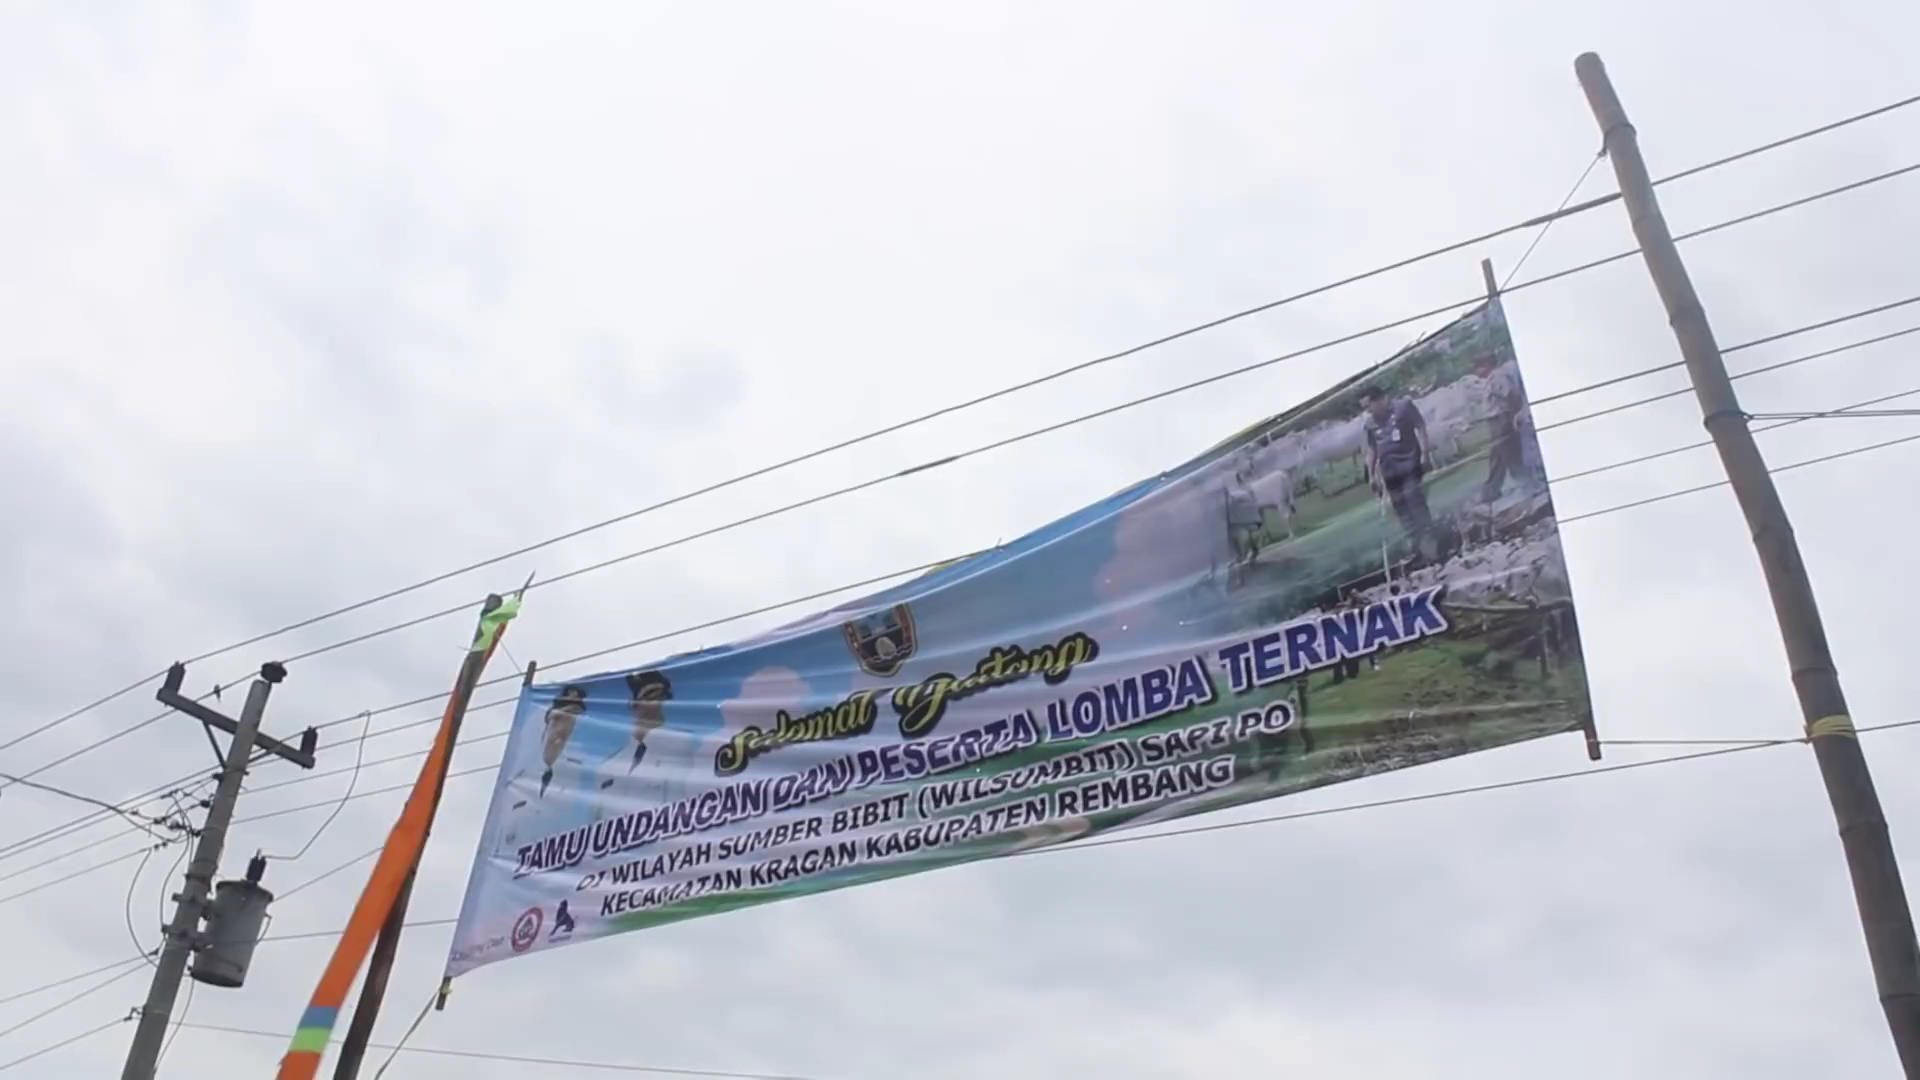 Selamat Datang
TAMU UNDANGAN DAN PESERTA LOMBA TERNAK
DI WILAYAH SUMBER BIBIT (WILSUMBIT) SAPI PO
KECAMATAN KRAGAN KABUPATEN REMBANG